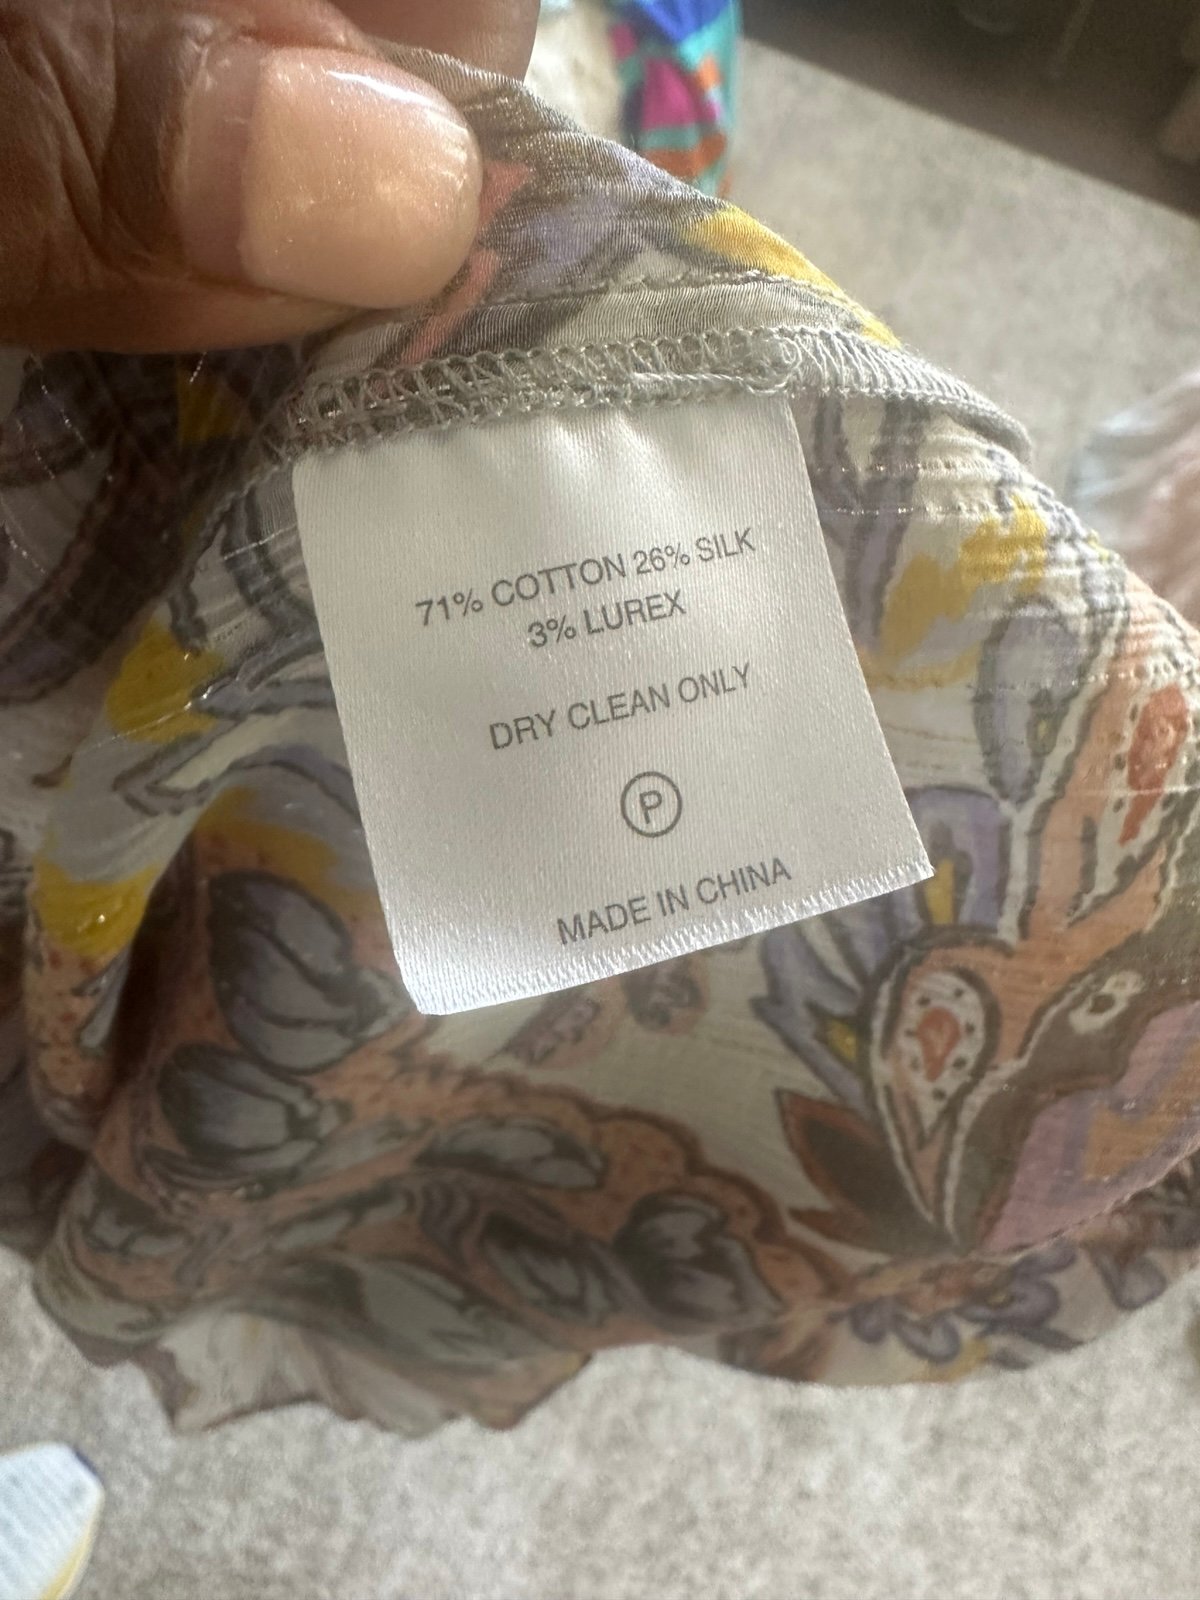 71% COTTON 26% SILK
3% LUREX
DRY CLEAN ONLY
P
MADE IN CHINA